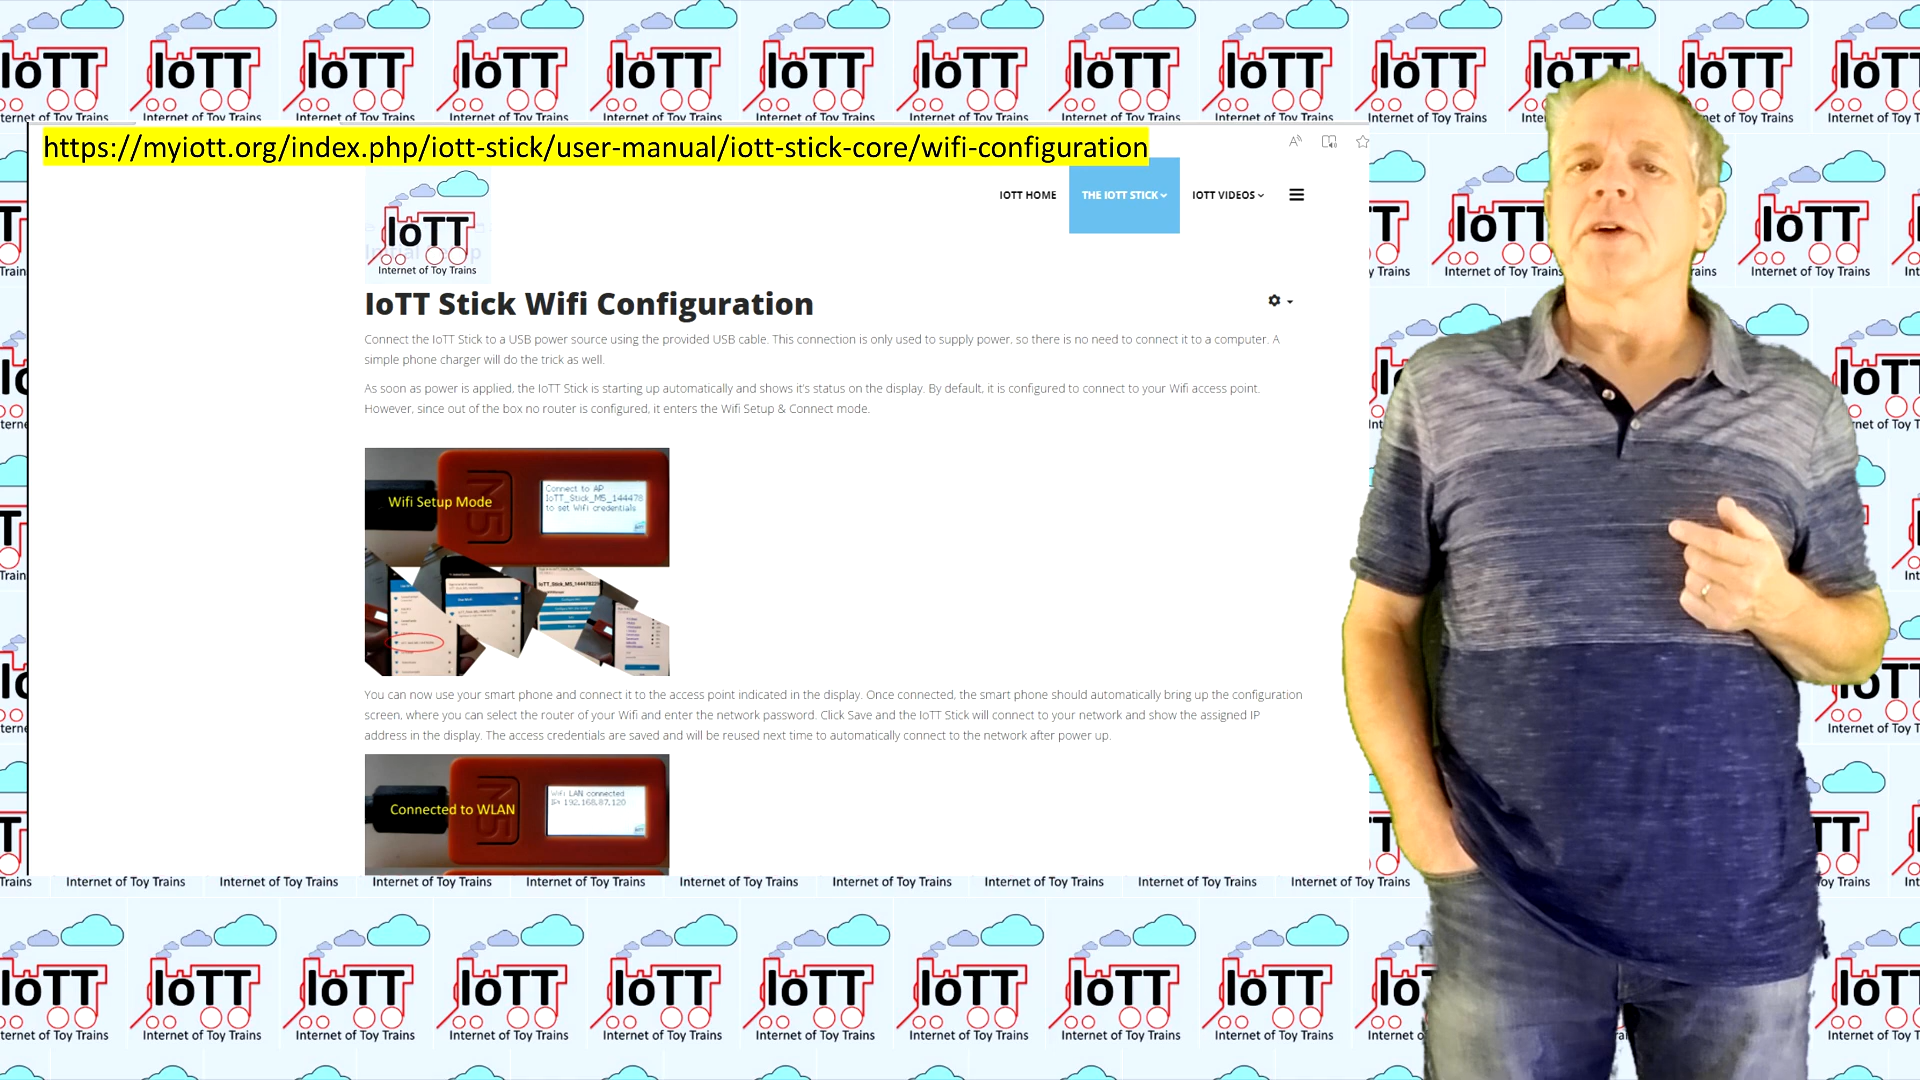 https://myiott.org/index.php/iott-stick/user-manual/iott-stick-core/wifi-configuration
IOTT HOME
THE IOTT STICK
IOTT VIDEOS
IoTT
Internet of Toy Trains
IoTT Stick Wifi Configuration
Connect the IoTT Stick to a USB power source using the provided USB cable. This connection is only used to supply power, so there is no need to connect it to a computer. A
simple phone charger will do the trick as well.
As soon as power is applied, the IoTT Stick is starting up automatically and shows it's status on the display. By default, it is configured to connect to your Wifi access point.
However, since out of the box no router is configured, it enters the Wifi Setup & Connect mode.
Wifi Setup Mode
M5
Connect to AP
IoTT_Stick_M5_144478
to set Wifi credentials
You can now use your smart phone and connect it to the access point indicated in the display. Once connected, the smart phone should automatically bring up the configuration
screen, where you can select the router of your Wifi and enter the network password. Click Save and the IoTT Stick will connect to your network and show the assigned IP
address in the display. The access credentials are saved and will be reused next time to automatically connect to the network after power up.
Connected to WLAN
M5
Wifi LAN connected
192.168.87.120